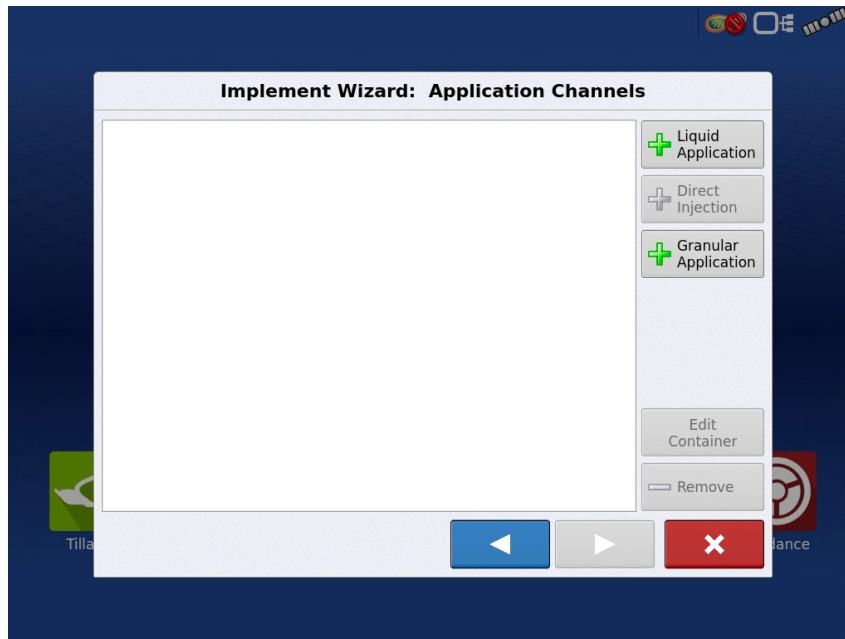 Implement Wizard: Application Channels
Liquid
Application
Direct
Injection
Granular
Application
Edit
Container
Remove
Tilla
dance